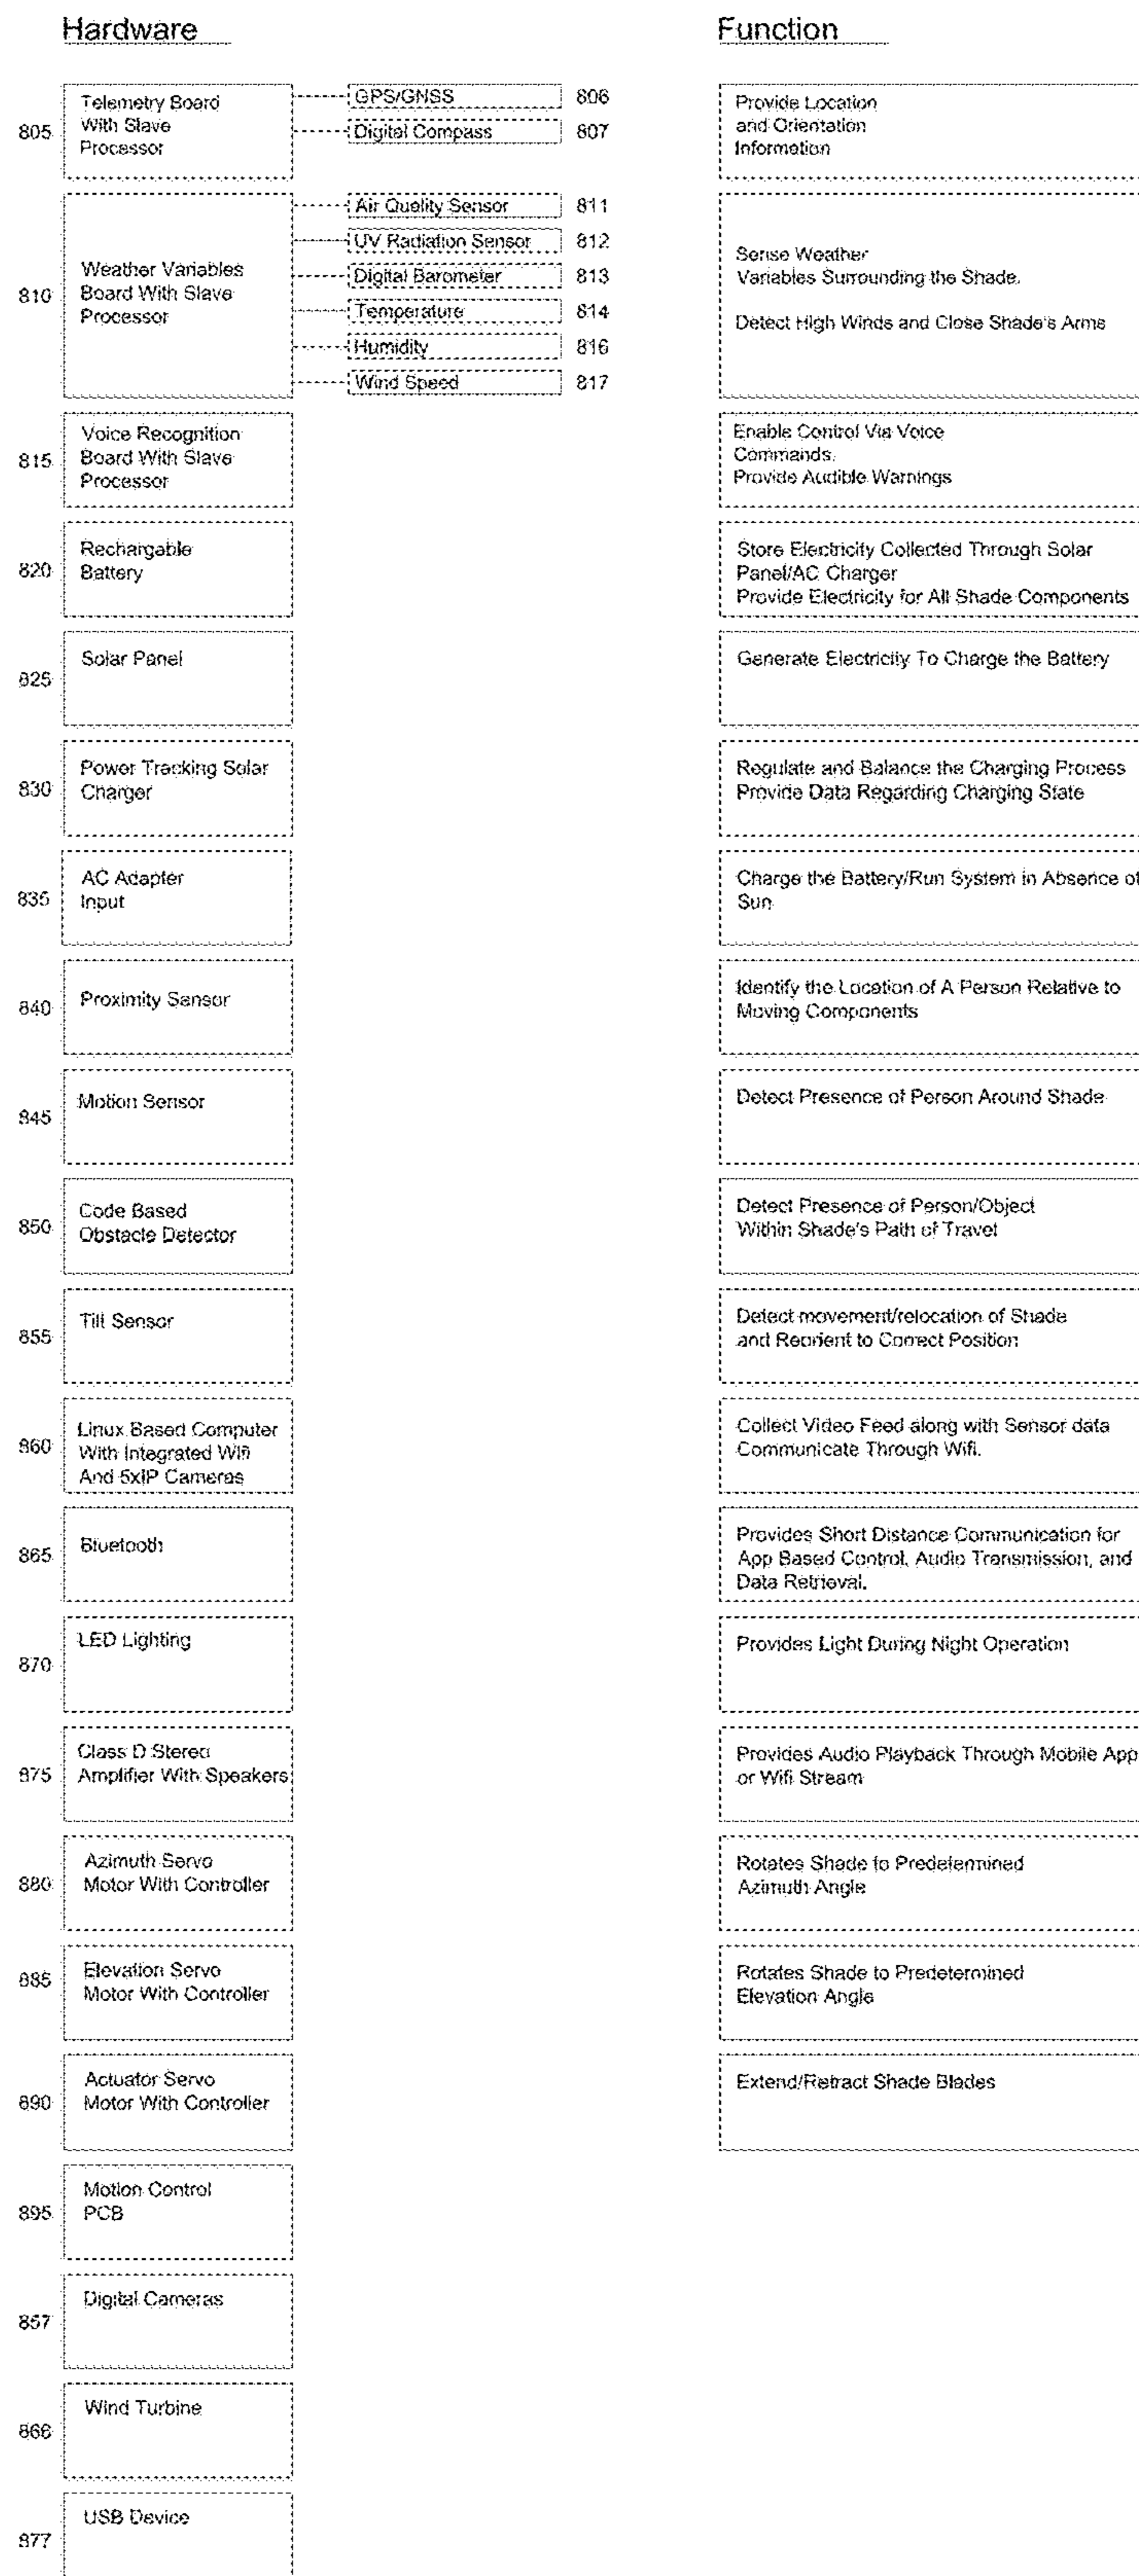 Hardware
Function
805
Telemetry Board
With Slave
Processor
GPS/GNSS
806
Digital Compass
807
Provide Location
and Orientation
Information
810
Weather Variables
Board With Slave
Processor
Air Quality Sensor
811
UV Radiation Sensor
812
Digital Barometer
813
Temperature
814
Humidity
816
Wind Speed
817
Sense Weather
Variables Surrounding the Shade.
Detect High Winds and Close Shade's Arms
815
Voice Recognition
Board With Slave
Processor
Enable Control Via Voice
Commands.
Provide Audible Warnings
820
Rechargable
Battery
Store Electricity Collected Through Solar
Panel/AC Charger
Provide Electricity for All Shade Components
825
Solar Panel
Generate Electricity To Charge the Battery
830
Power Tracking Solar
Charger
Regulate and Balance the Charging Process
Provide Data Regarding Charging State
835
AC Adapter
Input
Charge the Battery/Run System in Absence of
Sun
840
Proximity Sensor
Identify the Location of A Person Relative to
Moving Components
845
Motion Sensor
Detect Presence of Person Around Shade
850
Code Based
Obstacle Detector
Detect Presence of Person/Object
Within Shade's Path of Travel
855
Tilt Sensor
Detect movement/relocation of Shade
and Reorient to Correct Position
860
Linux Based Computer
With Integrated Wifi
And 5xIP Cameras
Collect Video Feed along with Sensor data
Communicate Through Wifi.
865
Bluetooth
Provides Short Distance Communication for
App Based Control, Audio Transmission, and
Data Retrieval.
870
LED Lighting
Provides Light During Night Operation
875
Class D Stereo
Amplifier With Speakers
Provides Audio Playback Through Mobile App
or Wifi Stream
880
Azimuth Servo
Motor With Controller
Rotates Shade to Predetermined
Azimuth Angle
885
Elevation Servo
Motor With Controller
Rotates Shade to Predetermined
Elevation Angle
890
Actuator Servo
Motor With Controller
Extend/Retract Shade Blades
895
Motion Control
PCB
857
Digital Cameras
866
Wind Turbine
877
USB Device